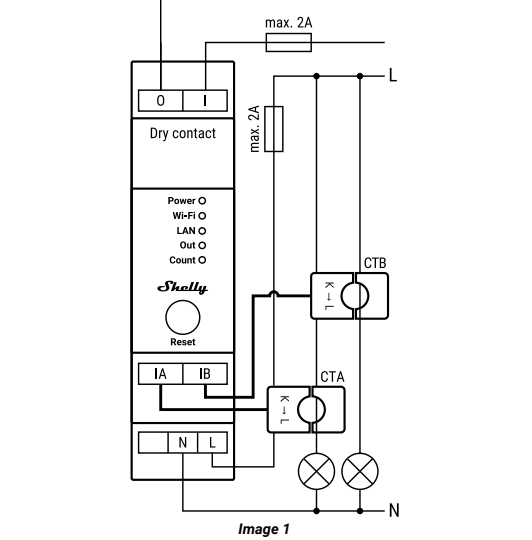 max. 2A
L
O I
max. 2A
Dry contact
Power
Wi-Fi
LAN
Out
Count
CTB
Shelly
K → L
Reset
IA IB
CTA
K → L
N L
N
Image 1